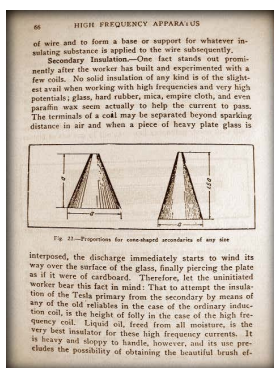 66 HIGH FREQUENCY APPARATUS
of wire and to form a base or support for whatever in-
sulating substance is applied to the wire subsequently.
Secondary Insulation.—One fact stands out promi-
nently after the worker has built and experimented with a
few coils. No solid insulation of any kind is of the slight-
est avail when working with high frequencies and very high
potentials; glass, hard rubber, mica, empire cloth, and even
paraffin wax seem actually to help the current to pass.
The terminals of a coil may be separated beyond sparking
distance in air and when a piece of heavy plate glass is
Fig. 22.—Proportions for cone-shaped secondaries of any size
interposed, the discharge immediately starts to wind its
way over the surface of the glass, finally piercing the plate
as if it were of cardboard. Therefore, let the uninitiated
worker bear this fact in mind: That to attempt the insula-
tion of the Tesla primary from the secondary by means of
any of the old reliables in the case of the ordinary induc-
tion coil, is the height of folly in the case of the high fre-
quency coil. Liquid oil, freed from all moisture, is the
very best insulator for these high frequency currents. It
is heavy and sloppy to handle, however, and its use pre-
cludes the possibility of obtaining the beautiful brush ef-